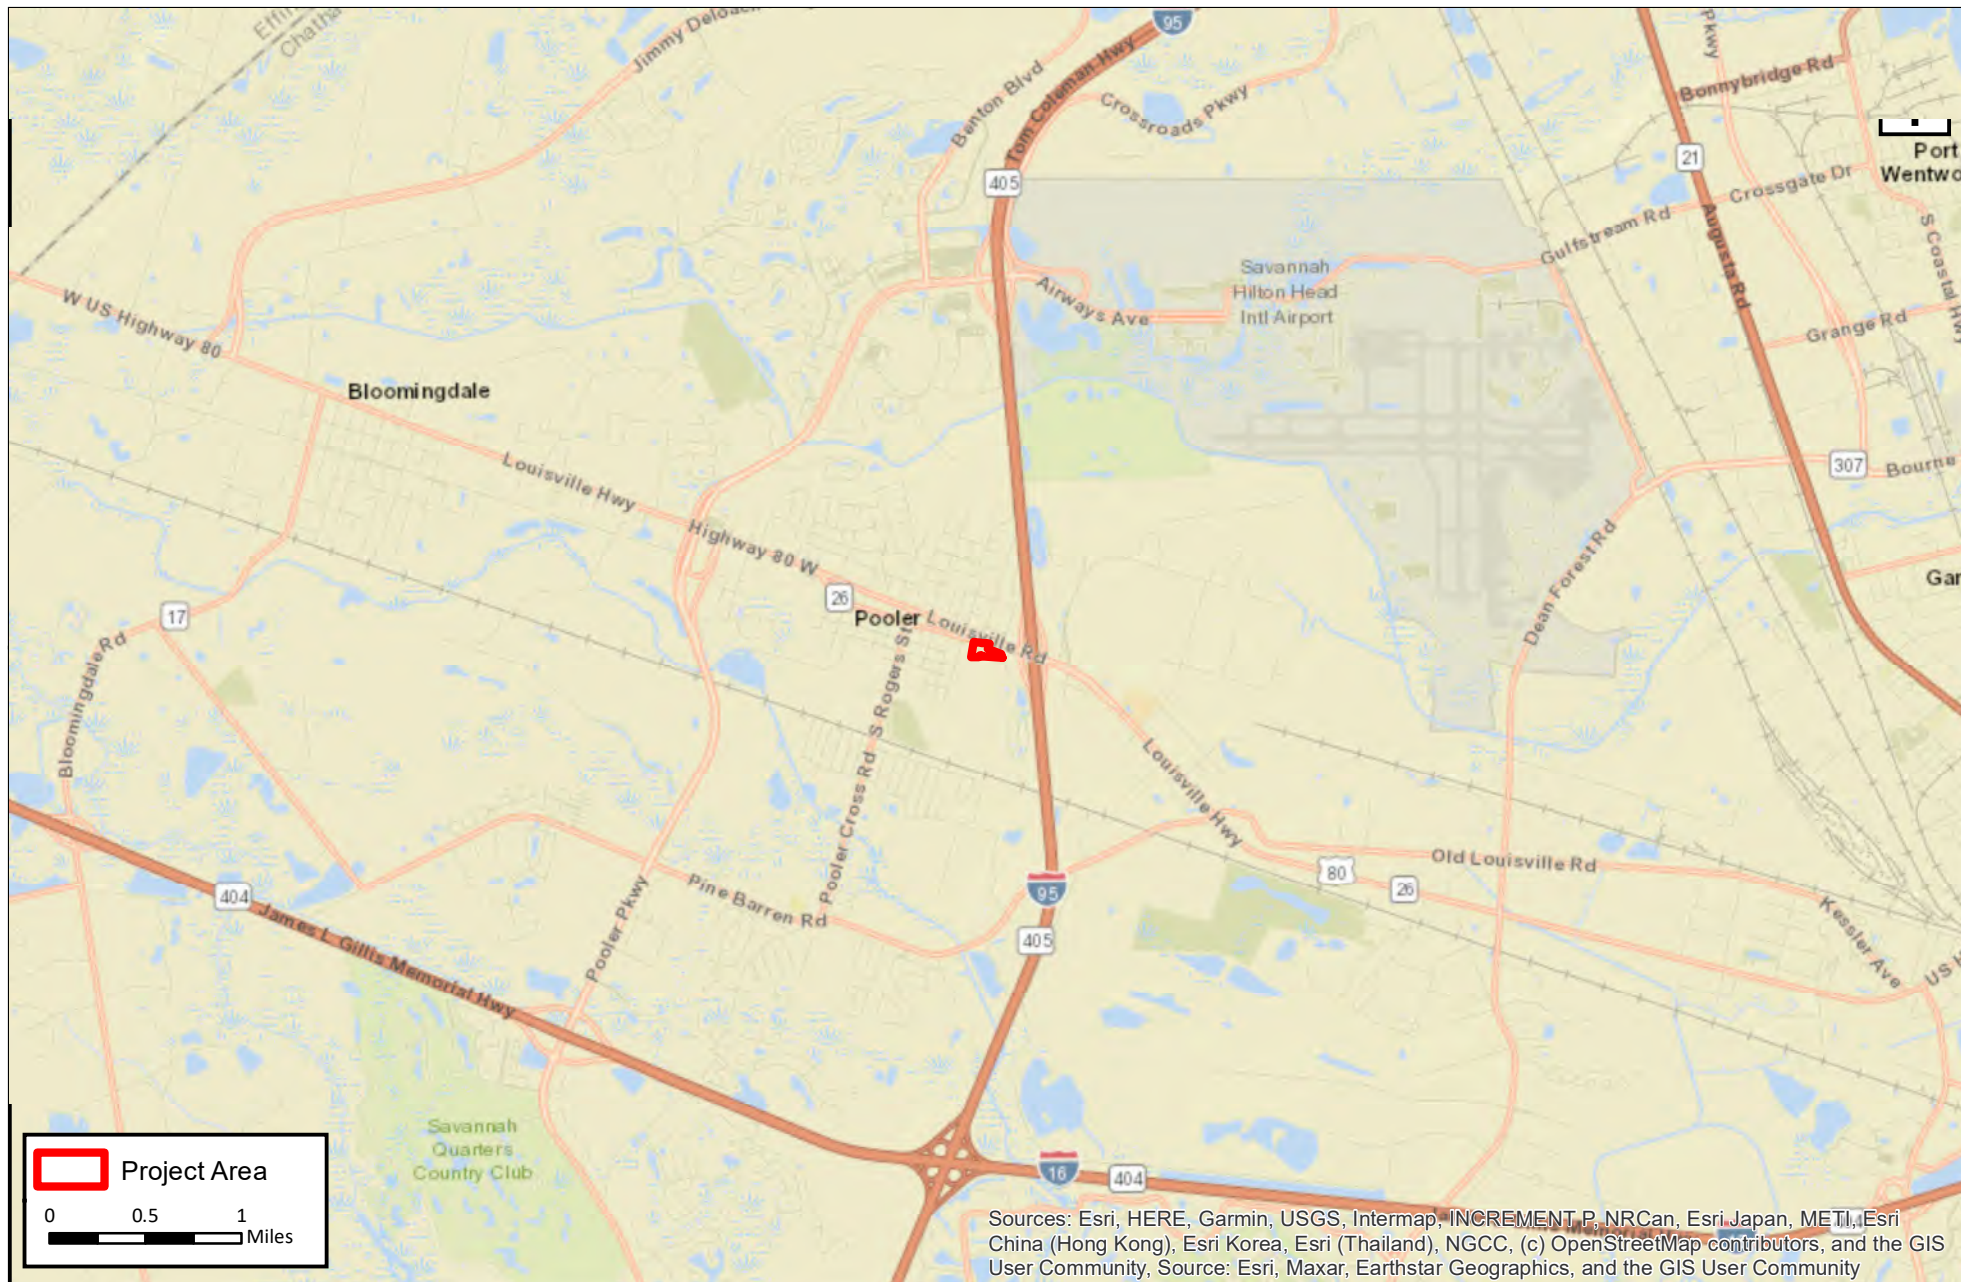 Effin
Chatha
Jimmy Deloach
95
Tom Coleman Hwy
Benton Blvd
Crossroads Pkwy
Pkwy
Bonnybridge Rd
Port
Wentwo
21
405
Crossgate Dr
Gulfstream Rd
Augusta Rd
S Coastal Hwy
Savannah
Hilton Head
Intl Airport
Airways Ave
W US Highway 80
Grange Rd
Bloomingdale
Louisville Hwy
307
Bourne
Highway 80 W
26
Dean Forest Rd
Gar
17
Pooler
Louisville Rd
Bloomingdale Rd
S Rogers St
Pooler Cross Rd
Louisville Hwy
Old Louisville Rd
80
26
95
404
Pine Barren Rd
Pooler Pkwy
405
Kessler Ave
US H
James L Gillis Memorial Hwy
Savannah
Quarters
Country Club
16
404
Project Area
0 0.5 1
Miles
Sources: Esri, HERE, Garmin, USGS, Intermap, INCREMENT P, NRCan, Esri Japan, METI, Esri
China (Hong Kong), Esri Korea, Esri (Thailand), NGCC, (c) OpenStreetMap contributors, and the GIS
User Community, Source: Esri, Maxar, Earthstar Geographics, and the GIS User Community